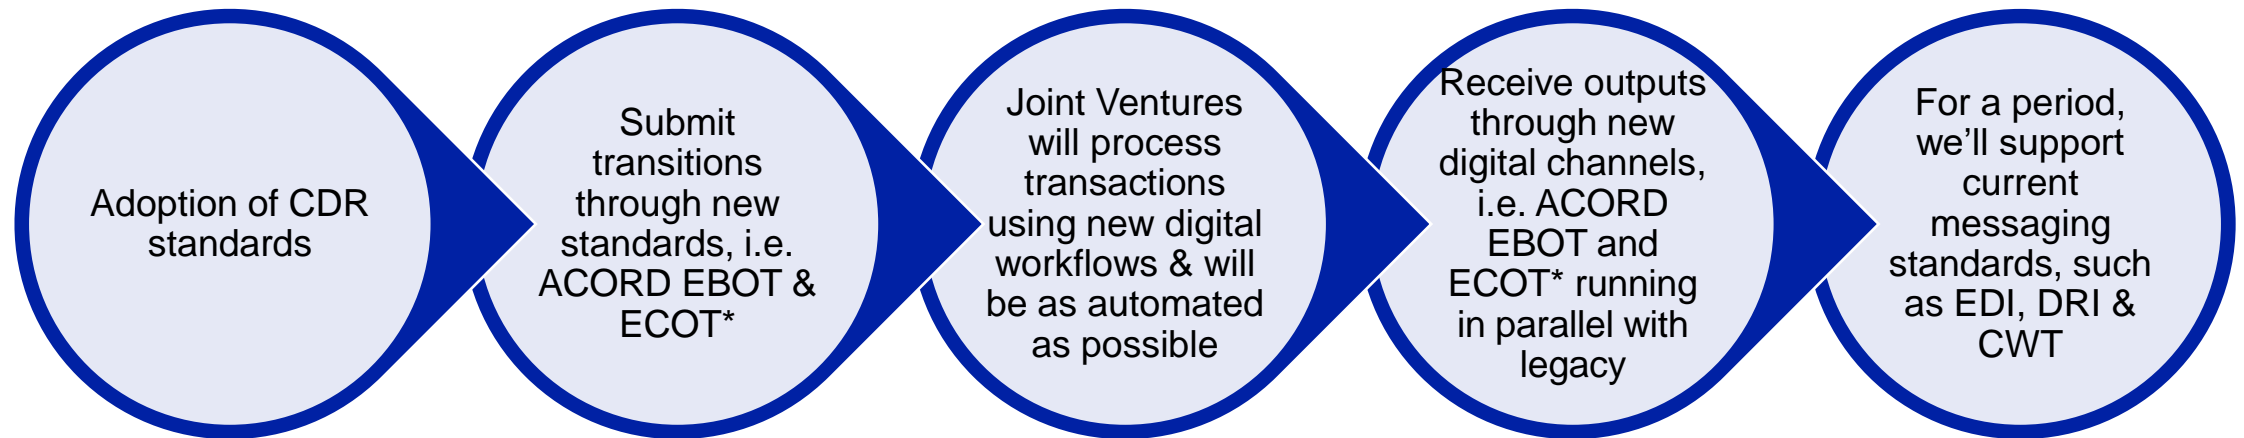 Adoption of CDR
standards
Submit
transitions
through new
standards, i.e.
ACORD EBOT &
ECOT*
Joint Ventures
will process
transactions
using new digital
workflows & will
be as automated
as possible
Receive outputs
through new
digital channels,
i.e. ACORD
EBOT and
ECOT* running
in parallel with
legacy
For a period,
we’ll support
current
messaging
standards, such
as EDI, DRI &
CWT